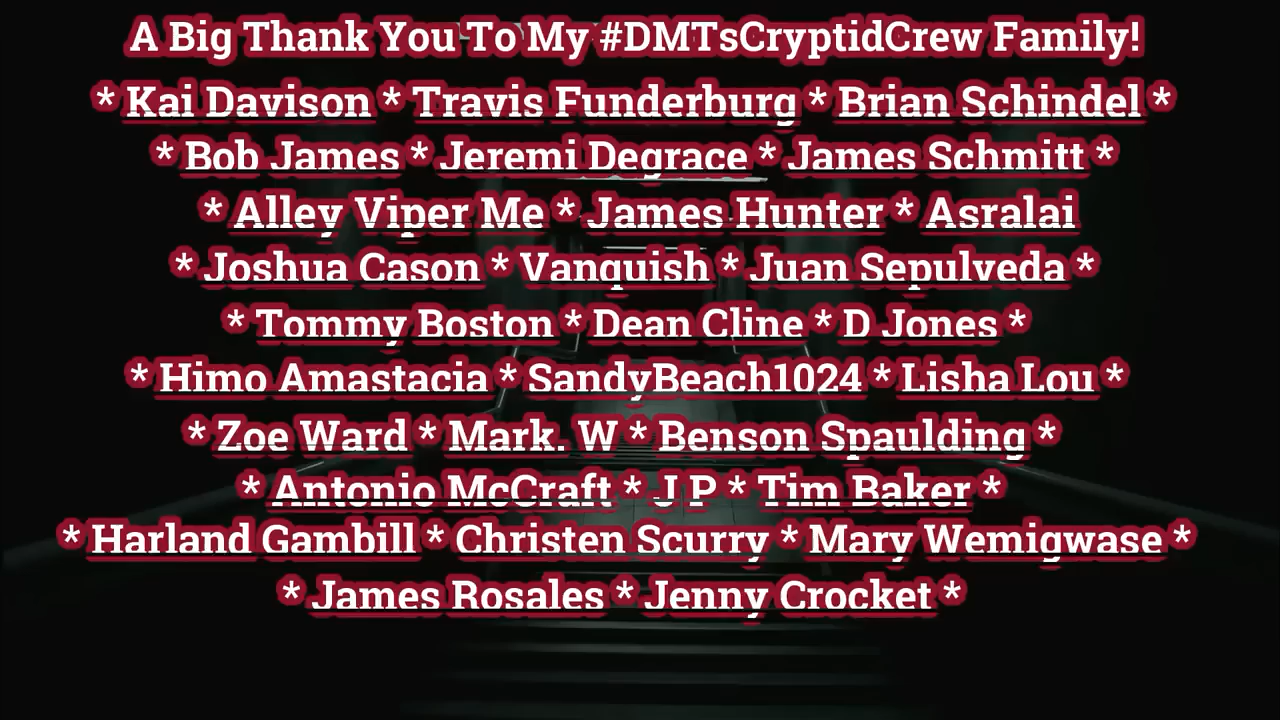 A Big Thank You To My #DMTsCryptidCrew Family!
* Kai Davison * Travis Funderburg * Brian Schindel *
* Bob James * Jeremi Degrace * James Schmitt *
* Alley Viper Me * James Hunter * Asralai
* Joshua Cason * Vanquish * Juan Sepulveda *
* Tommy Boston * Dean Cline * D Jones *
* Himo Amastacia * SandyBeach1024 * Lisha Lou *
* Zoe Ward * Mark. W * Benson Spaulding *
* Antonio McCraft * J P * Tim Baker *
* Harland Gambill * Christen Scurry * Mary Wemigwase *
* James Rosales * Jenny Crocket *